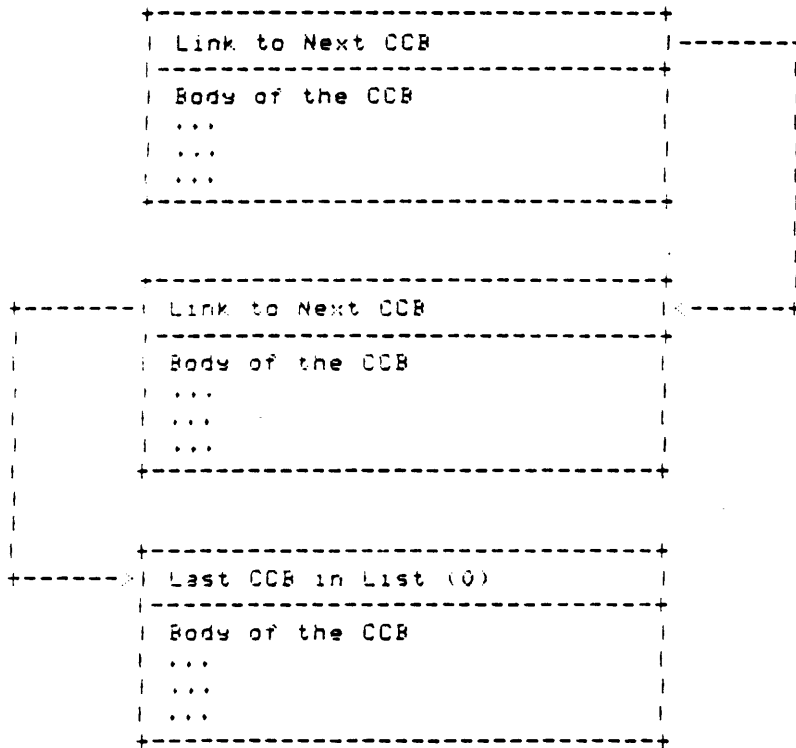 Link to Next CCB
Body of the CCB
...
...
...
Link to Next CCB
Body of the CCB
...
...
...
Last CCB in List (0)
Body of the CCB
...
...
...